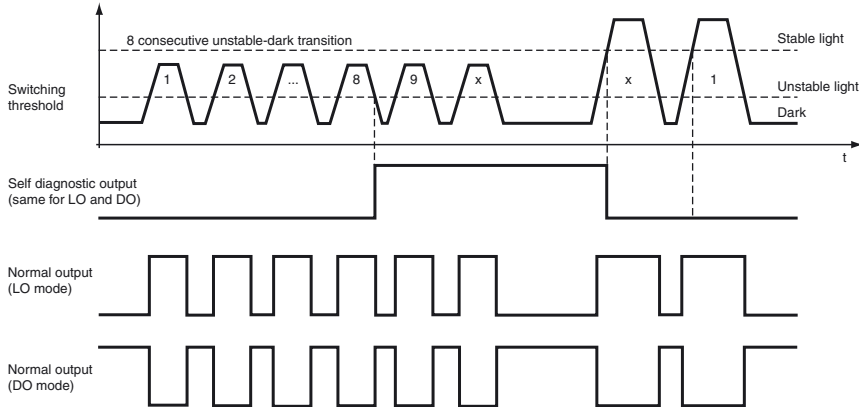 8 consecutive unstable-dark transition
Stable light
Switching
threshold
1 2 ... 8 9 x x 1
Unstable light
Dark
t
Self diagnostic output
(same for LO and DO)
Normal output
(LO mode)
Normal output
(DO mode)